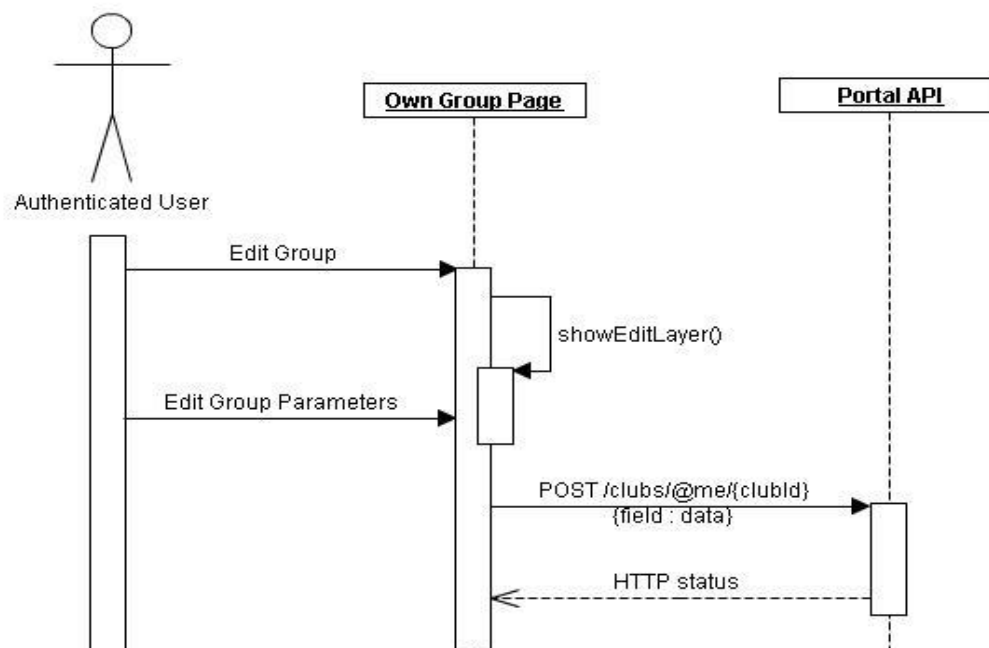 Own Group Page
Portal API
Authenticated User
Edit Group
showEditLayer()
Edit Group Parameters
POST /clubs/@me/{clubId}
{field : data}
HTTP status